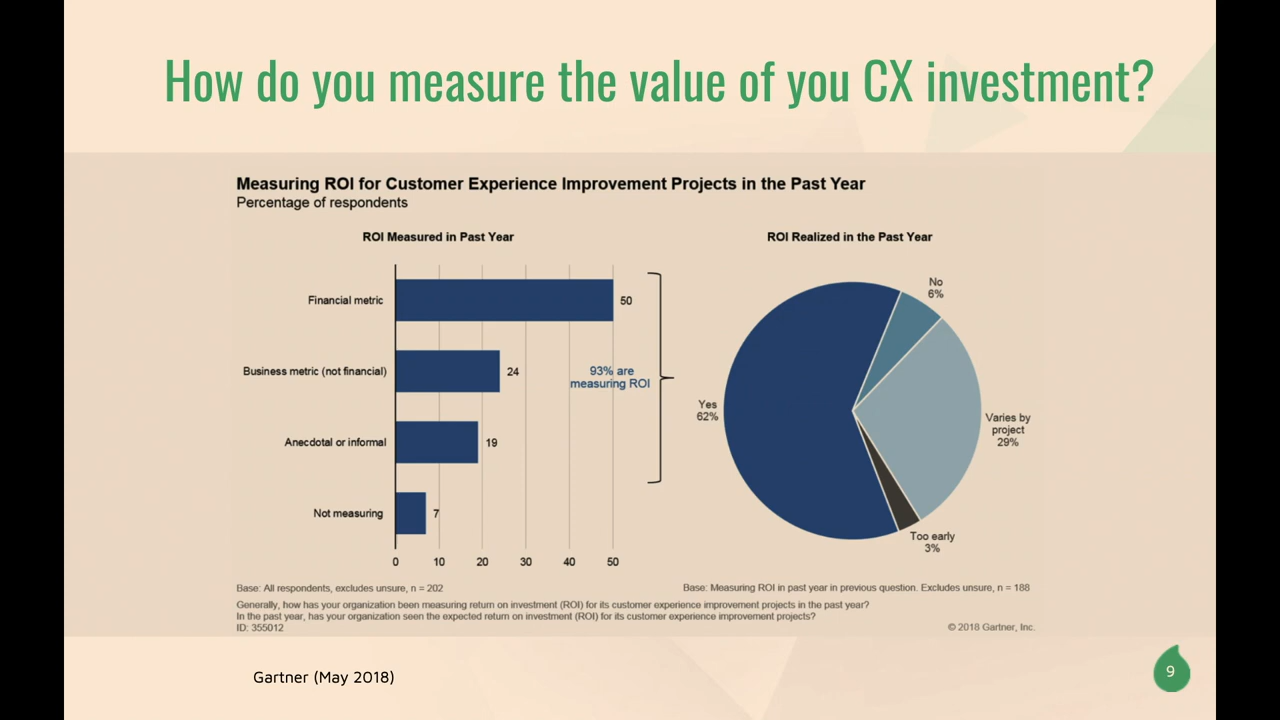 How do you measure the value of you CX investment?
Measuring ROI for Customer Experience Improvement Projects in the Past Year
Percentage of respondents
ROI Measured in Past Year
Financial metric
50
Business metric (not financial)
24
Anecdotal or informal
19
Not measuring
7
0 10 20 30 40 50
93% are
measuring ROI
ROI Realized in the Past Year
No
6%
Yes
62%
Varies by
project
29%
Too early
3%
Base: All respondents, excludes unsure, n = 202
Base: Measuring ROI in past year in previous question. Excludes unsure, n = 188
Generally, how has your organization been measuring return on investment (ROI) for its customer experience improvement projects in the past year?
In the past year, has your organization seen the expected return on investment (ROI) for its customer experience improvement projects?
ID: 355012
© 2018 Gartner, Inc.
Gartner (May 2018)
9